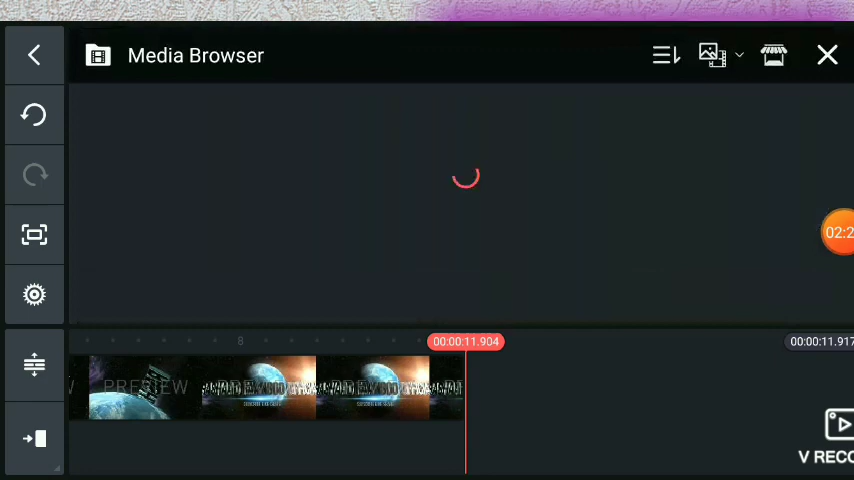 Media Browser
02:2
8
00:00:11.904
00:00:11.917
PREVIEW
V RECO